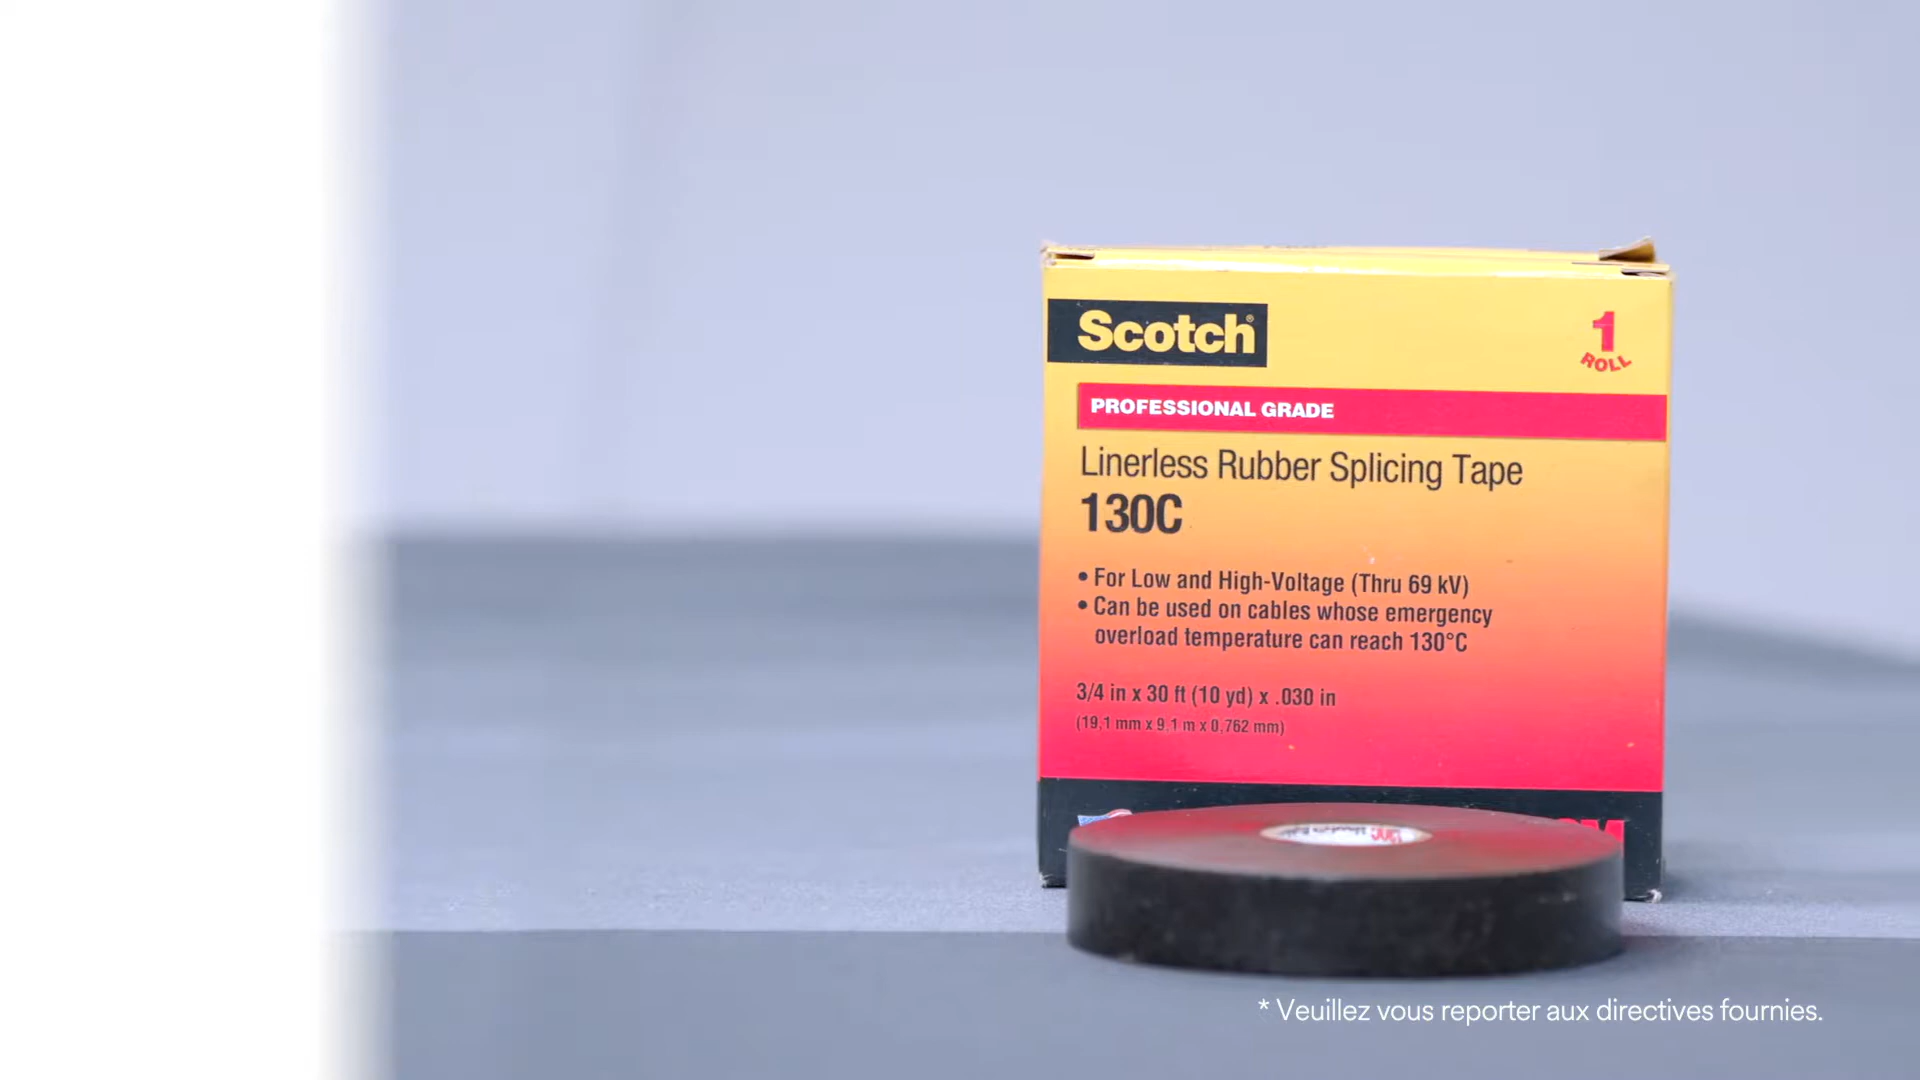 Scotch®
1
ROLL
PROFESSIONAL GRADE
Linerless Rubber Splicing Tape
130C
• For Low and High-Voltage (Thru 69 kV)
• Can be used on cables whose emergency
overload temperature can reach 130°C
3/4 in x 30 ft (10 yd) x .030 in
(19,1 mm x 9,1 m x 0,762 mm)
* Veuillez vous reporter aux directives fournies.